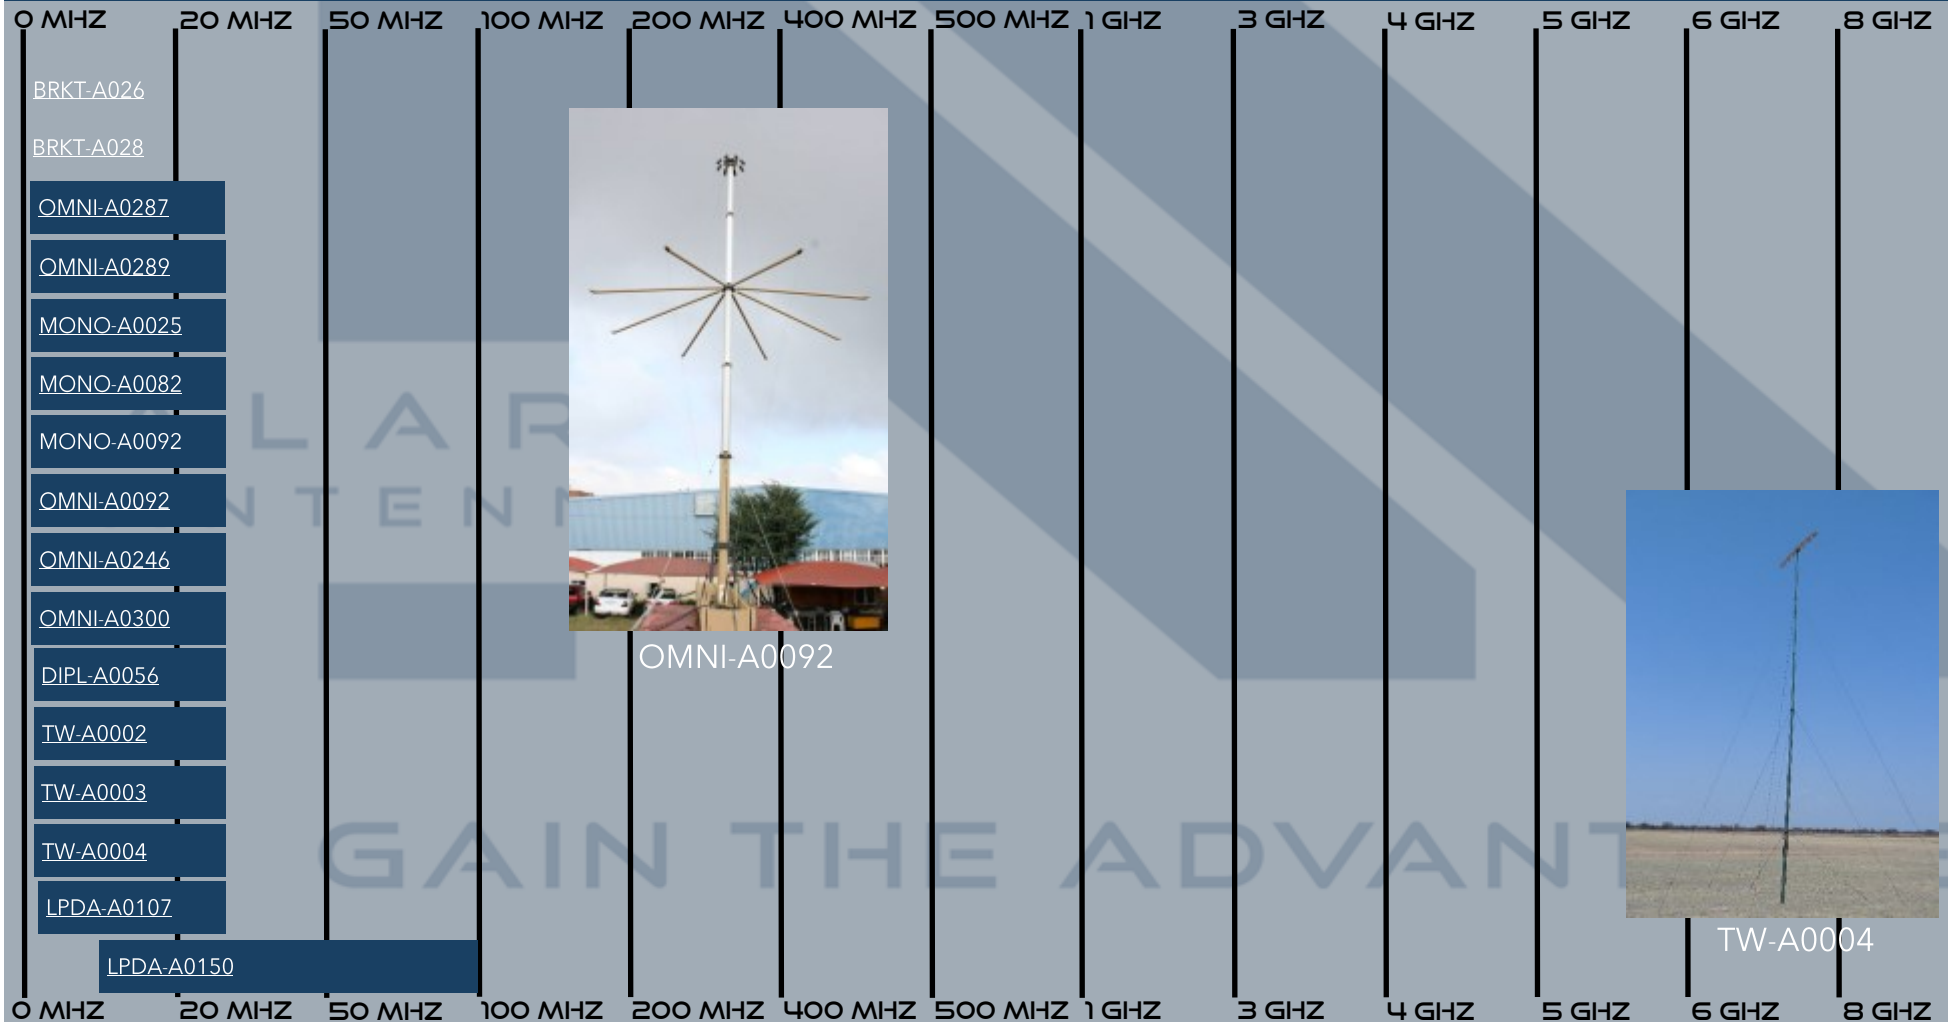 0 MHZ 20 MHZ 50 MHZ 100 MHZ 200 MHZ 400 MHZ 500 MHZ 1 GHZ 3 GHZ 4 GHZ 5 GHZ 6 GHZ 8 GHZ
BRKT-A026
BRKT-A028
OMNI-A0287
OMNI-A0289
MONO-A0025
MONO-A0082
MONO-A0092
OMNI-A0092
OMNI-A0246
OMNI-A0300
OMNI-A0092
DIPL-A0056
TW-A0002
TW-A0003
TW-A0004
GAIN THE
LPDA-A0107
TW-A0004
LPDA-A0150
0 MHZ 20 MHZ 50 MHZ 100 MHZ 200 MHZ 400 MHZ 500 MHZ 1 GHZ 3 GHZ 4 GHZ 5 GHZ 6 GHZ 8 GHZ